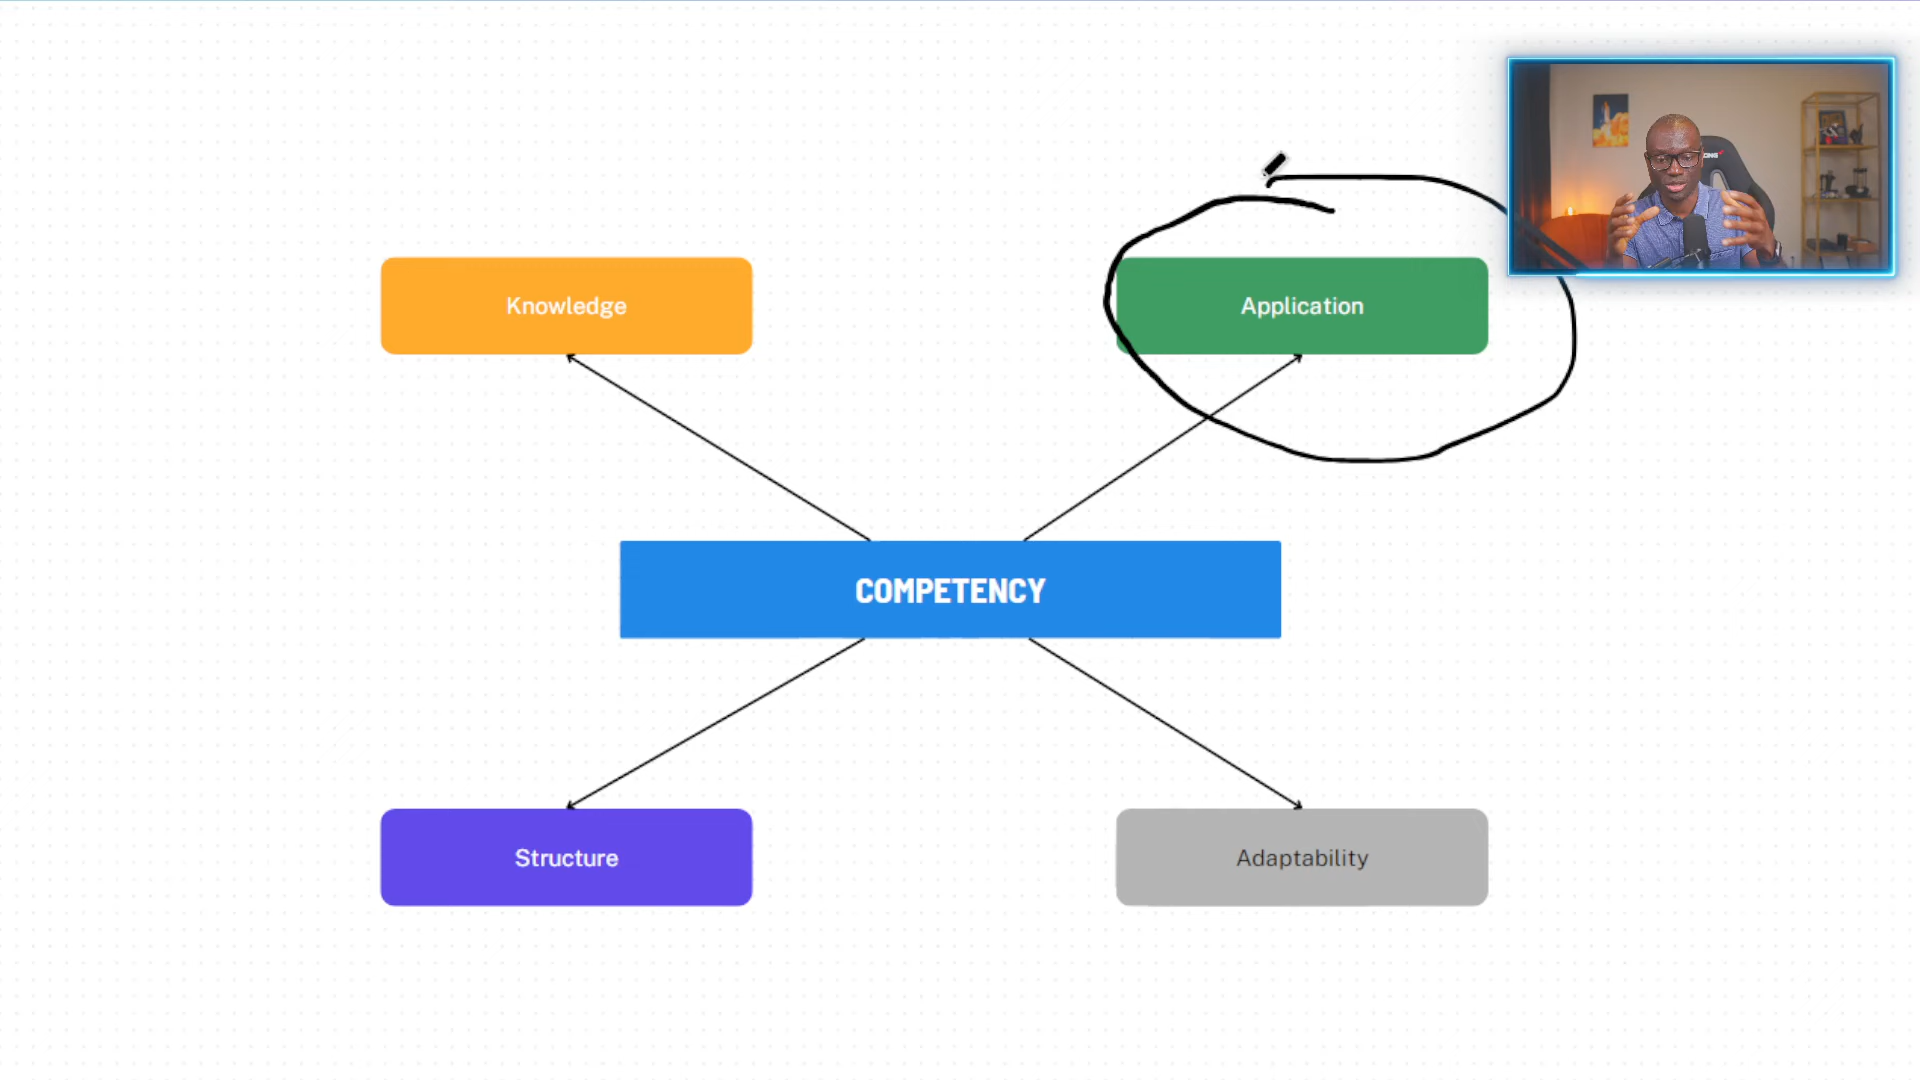 Knowledge
Application
COMPETENCY
Structure
Adaptability